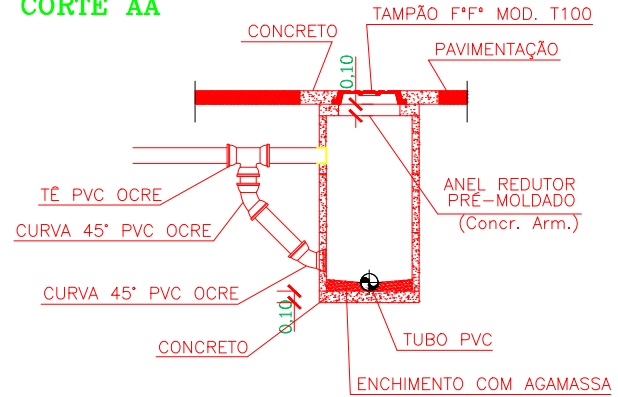 CORTE AA
TAMPÃO FºFº MOD. T100
CONCRETO
PAVIMENTAÇÃO
0,10
TÊ PVC OCRE
ANEL REDUTOR
PRÉ-MOLDADO
(Concr. Arm.)
CURVA 45° PVC OCRE
CURVA 45° PVC OCRE
0,10
CONCRETO
TUBO PVC
ENCHIMENTO COM AGAMASSA